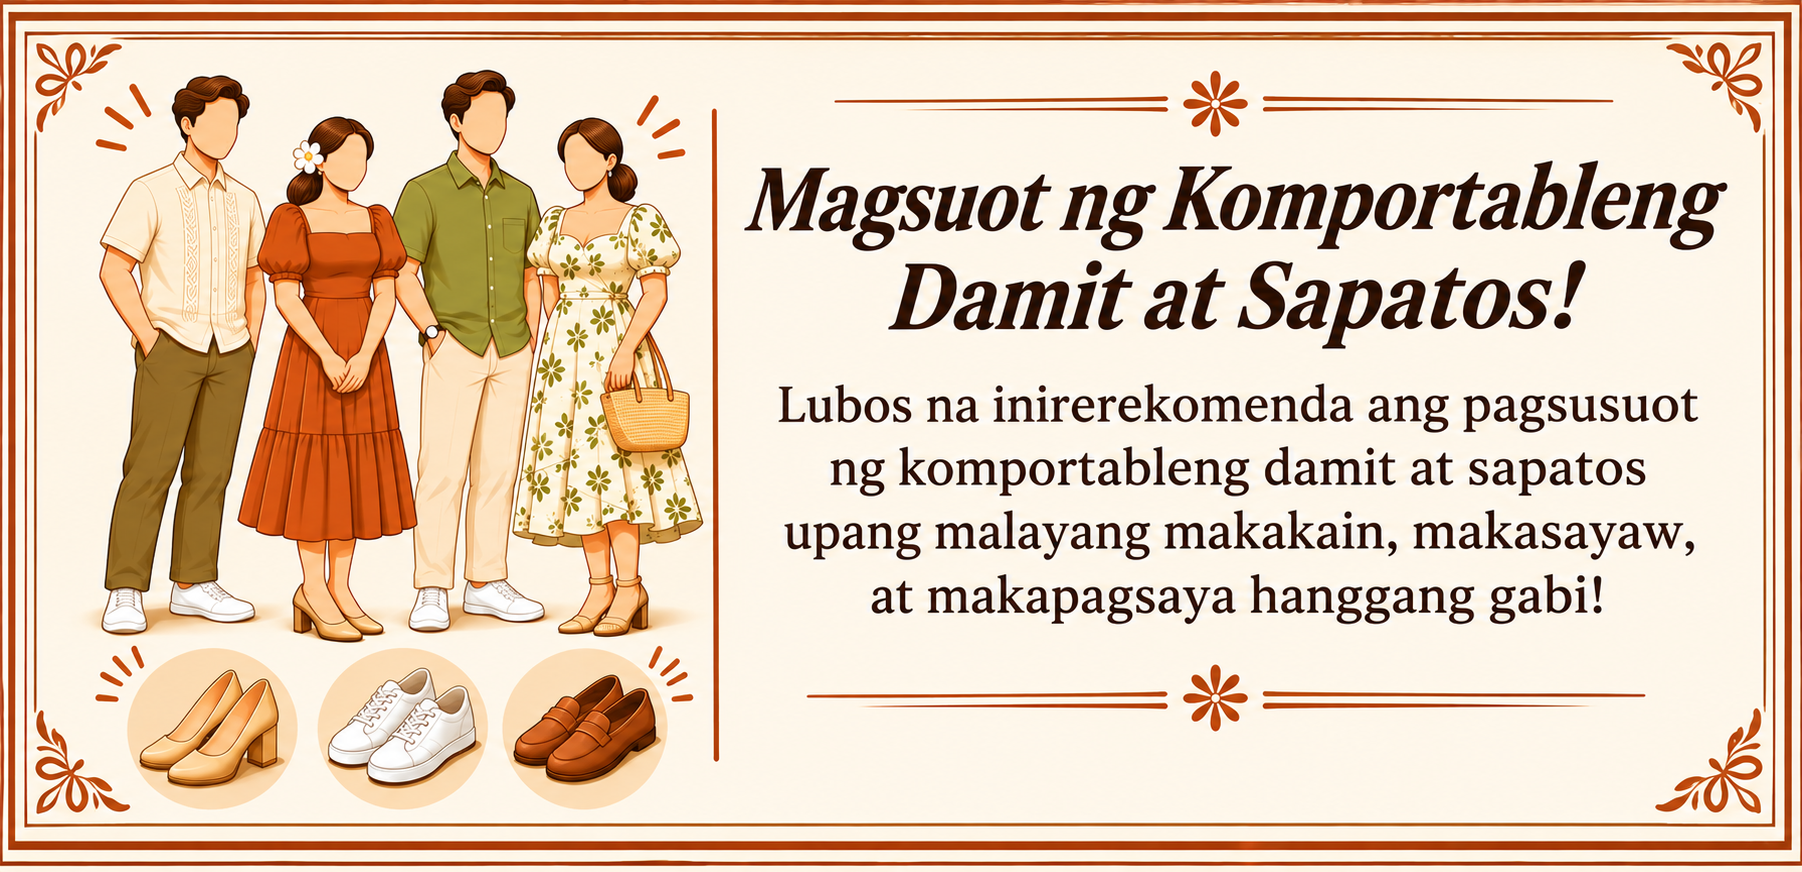 Magsuot ng Komportableng
Damit at Sapatos!
Lubos na inirerekomenda ang pagsusuot
ng komportableng damit at sapatos
upang malayang makakain, makasayaw,
at makapagsaya hanggang gabi!